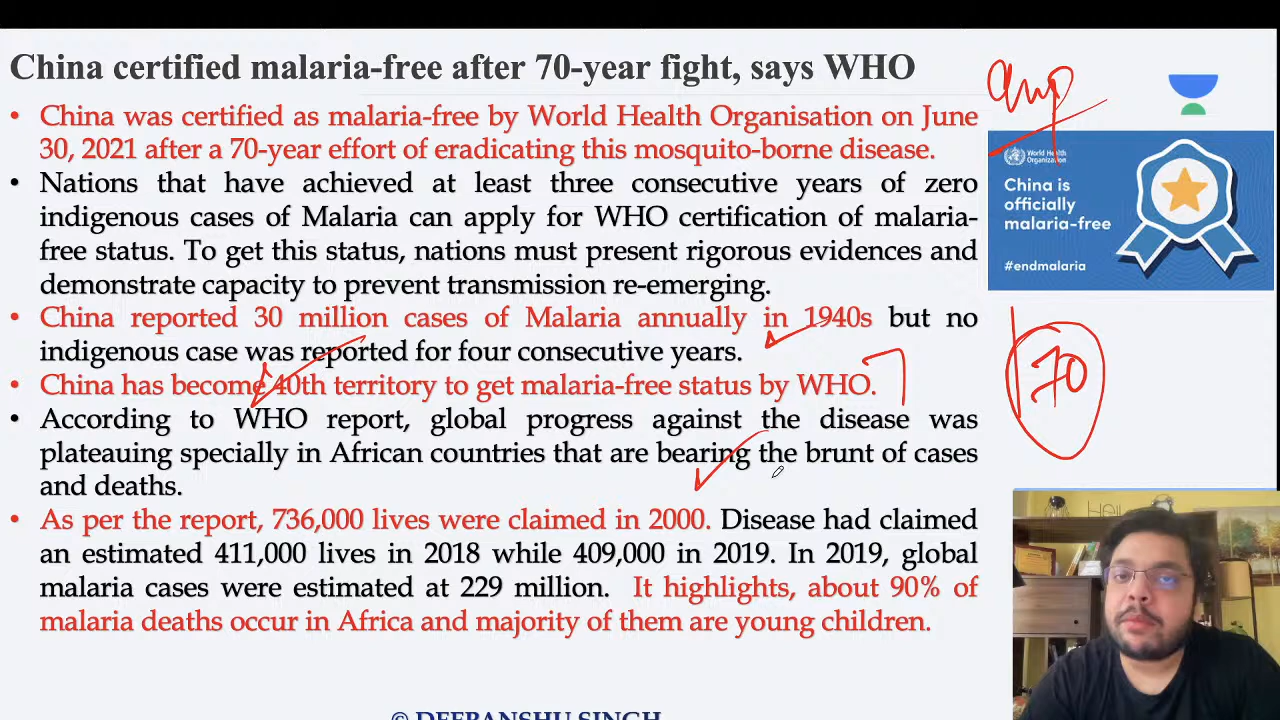 China certified malaria-free after 70-year fight, says WHO
• China was certified as malaria-free by World Health Organisation on June
30, 2021 after a 70-year effort of eradicating this mosquito-borne disease.
• Nations that have achieved at least three consecutive years of zero
indigenous cases of Malaria can apply for WHO certification of malaria-
free status. To get this status, nations must present rigorous evidences and
demonstrate capacity to prevent transmission re-emerging.
• China reported 30 million cases of Malaria annually in 1940s but no
indigenous case was reported for four consecutive years.
• China has become 40th territory to get malaria-free status by WHO.
• According to WHO report, global progress against the disease was
plateauing specially in African countries that are bearing the brunt of cases
and deaths.
• As per the report, 736,000 lives were claimed in 2000. Disease had claimed
an estimated 411,000 lives in 2018 while 409,000 in 2019. In 2019, global
malaria cases were estimated at 229 million. It highlights, about 90% of
malaria deaths occur in Africa and majority of them are young children.
© DEEPANSHU SINGH
World Health
Organization
China is
officially
malaria-free
#endmalaria
70